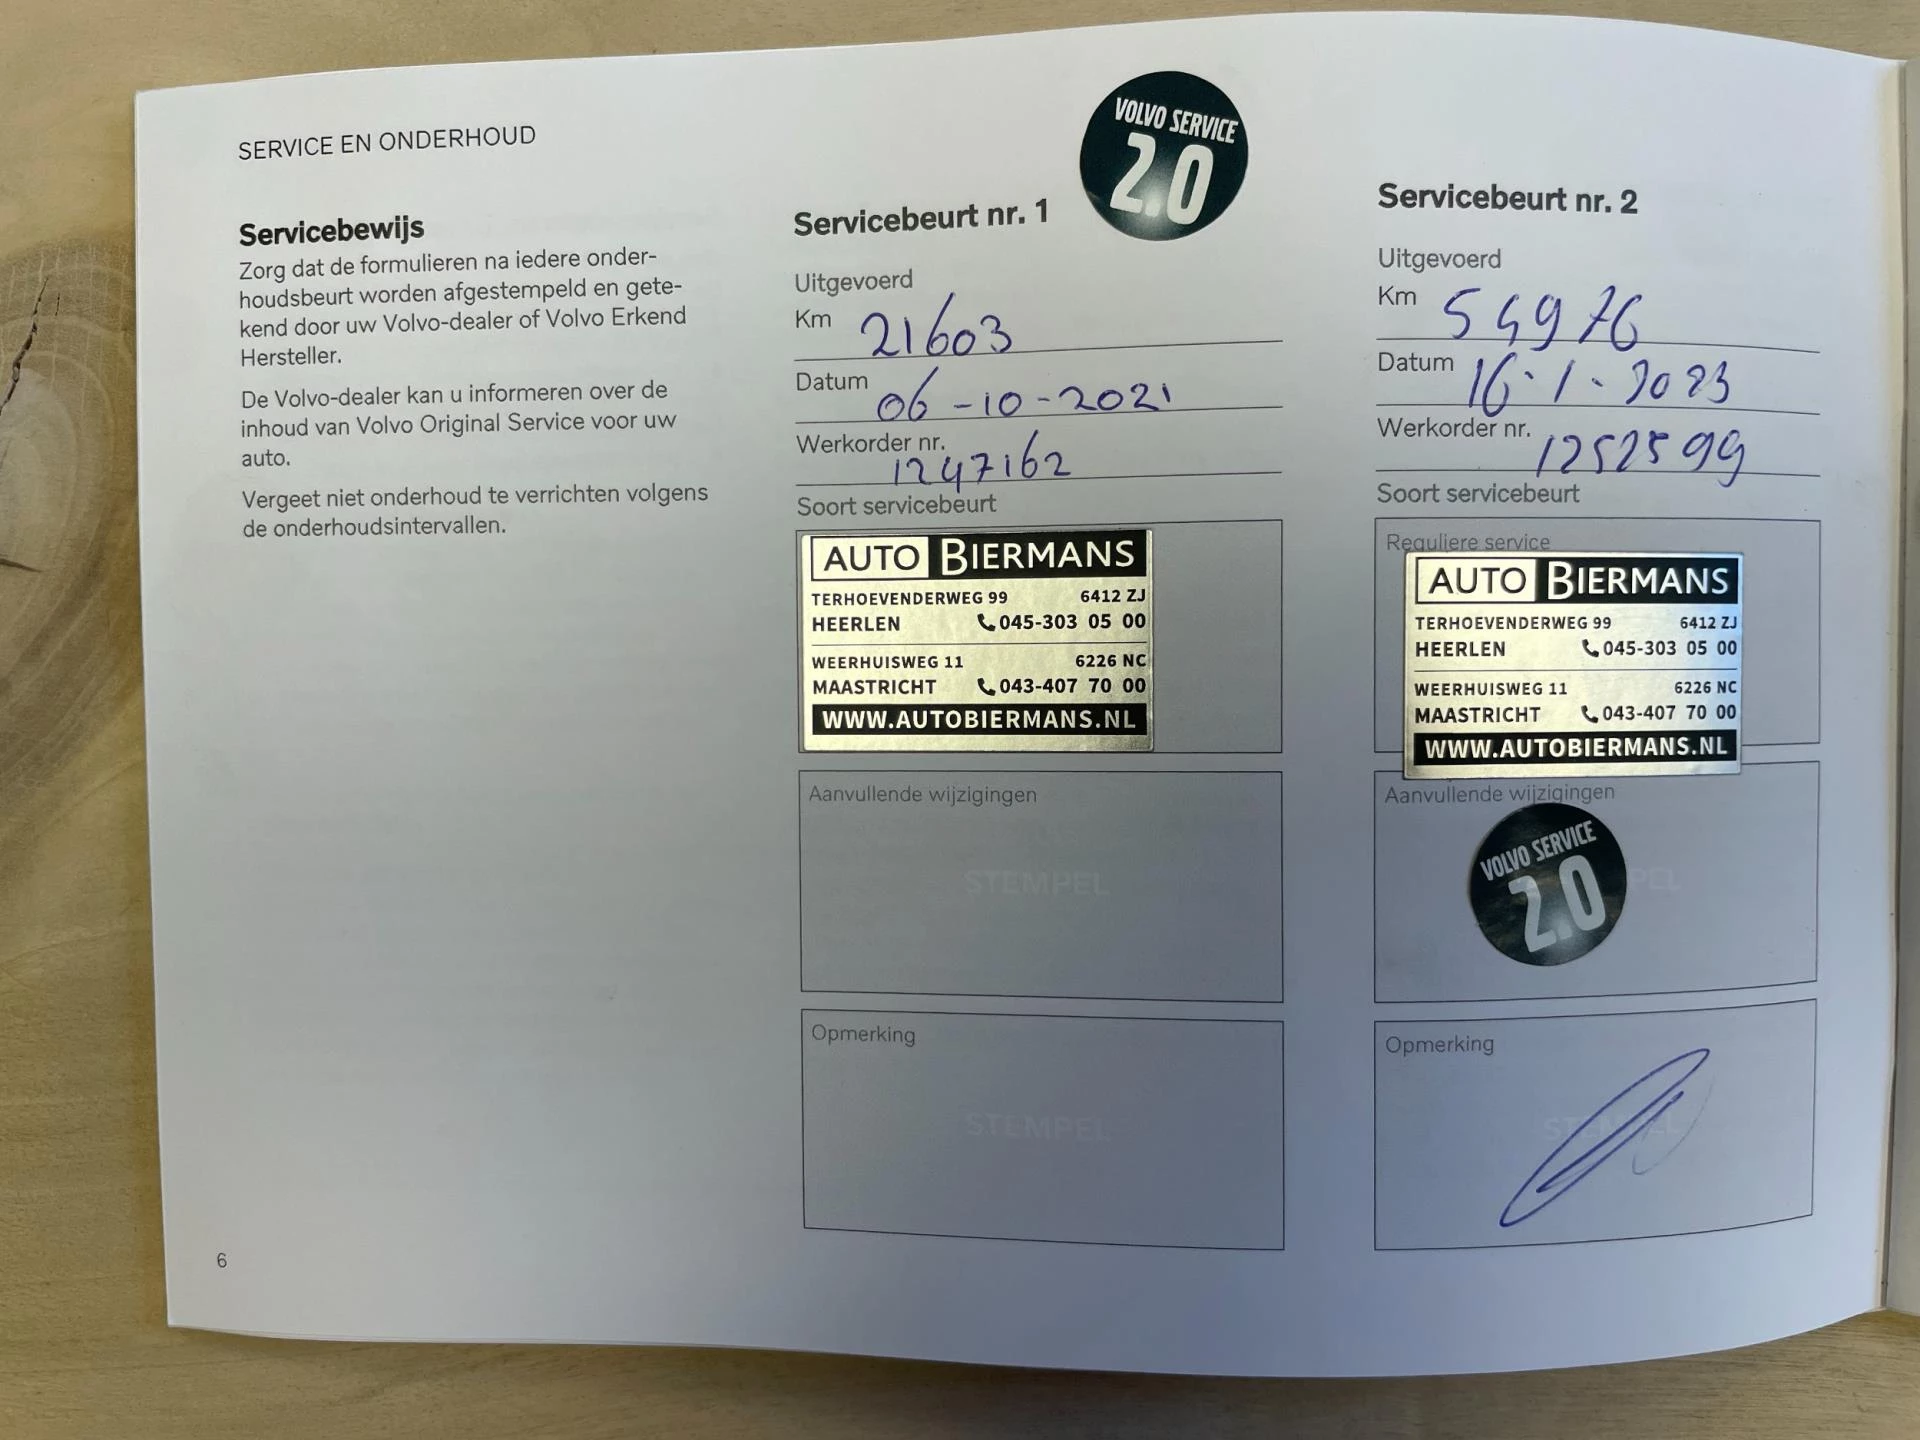 SERVICE EN ONDERHOUD
Servicebewijs
Zorg dat de formulieren na iedere onder-
houdsbeurt worden afgestempeld en gete-
kend door uw Volvo-dealer of Volvo Erkend
Hersteller.
De Volvo-dealer kan u informeren over de
inhoud van Volvo Original Service voor uw
auto.
Vergeet niet onderhoud te verrichten volgens
de onderhoudsintervallen.
6
VOLVO SERVICE
2.0
Servicebeurt nr. 1
Uitgevoerd
Km 21603
Datum 06-10-2021
Werkorder nr. 1247162
Soort servicebeurt
AUTO BIERMANS
TERHOEVENDERWEG 99 6412 ZJ
HEERLEN 045-303 05 00
WEERHUISWEG 11 6226 NC
MAASTRICHT 043-407 70 00
WWW.AUTOBIERMANS.NL
Aanvullende wijzigingen
STEMPEL
Opmerking
STEMPEL
Servicebeurt nr. 2
Uitgevoerd
Km 54976
Datum 16-1-2023
Werkorder nr. 1252599
Soort servicebeurt
Reguliere service
AUTO BIERMANS
TERHOEVENDERWEG 99 6412 ZJ
HEERLEN 045-303 05 00
WEERHUISWEG 11 6226 NC
MAASTRICHT 043-407 70 00
WWW.AUTOBIERMANS.NL
Aanvullende wijzigingen
VOLVO SERVICE
2.0
PEL
Opmerking
STEMPEL